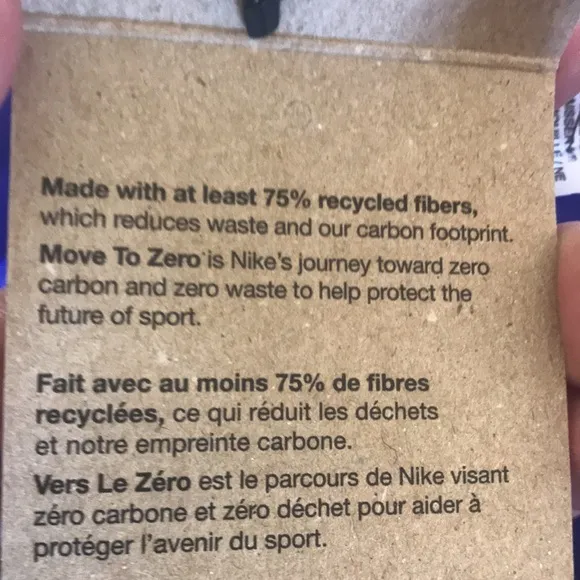 Made with at least 75% recycled fibers,
which reduces waste and our carbon footprint.
Move To Zero is Nike's journey toward zero
carbon and zero waste to help protect the
future of sport.
Fait avec au moins 75% de fibres
recyclées, ce qui réduit les déchets
et notre empreinte carbone.
Vers Le Zéro est le parcours de Nike visant
zéro carbone et zéro déchet pour aider à
protéger l'avenir du sport.